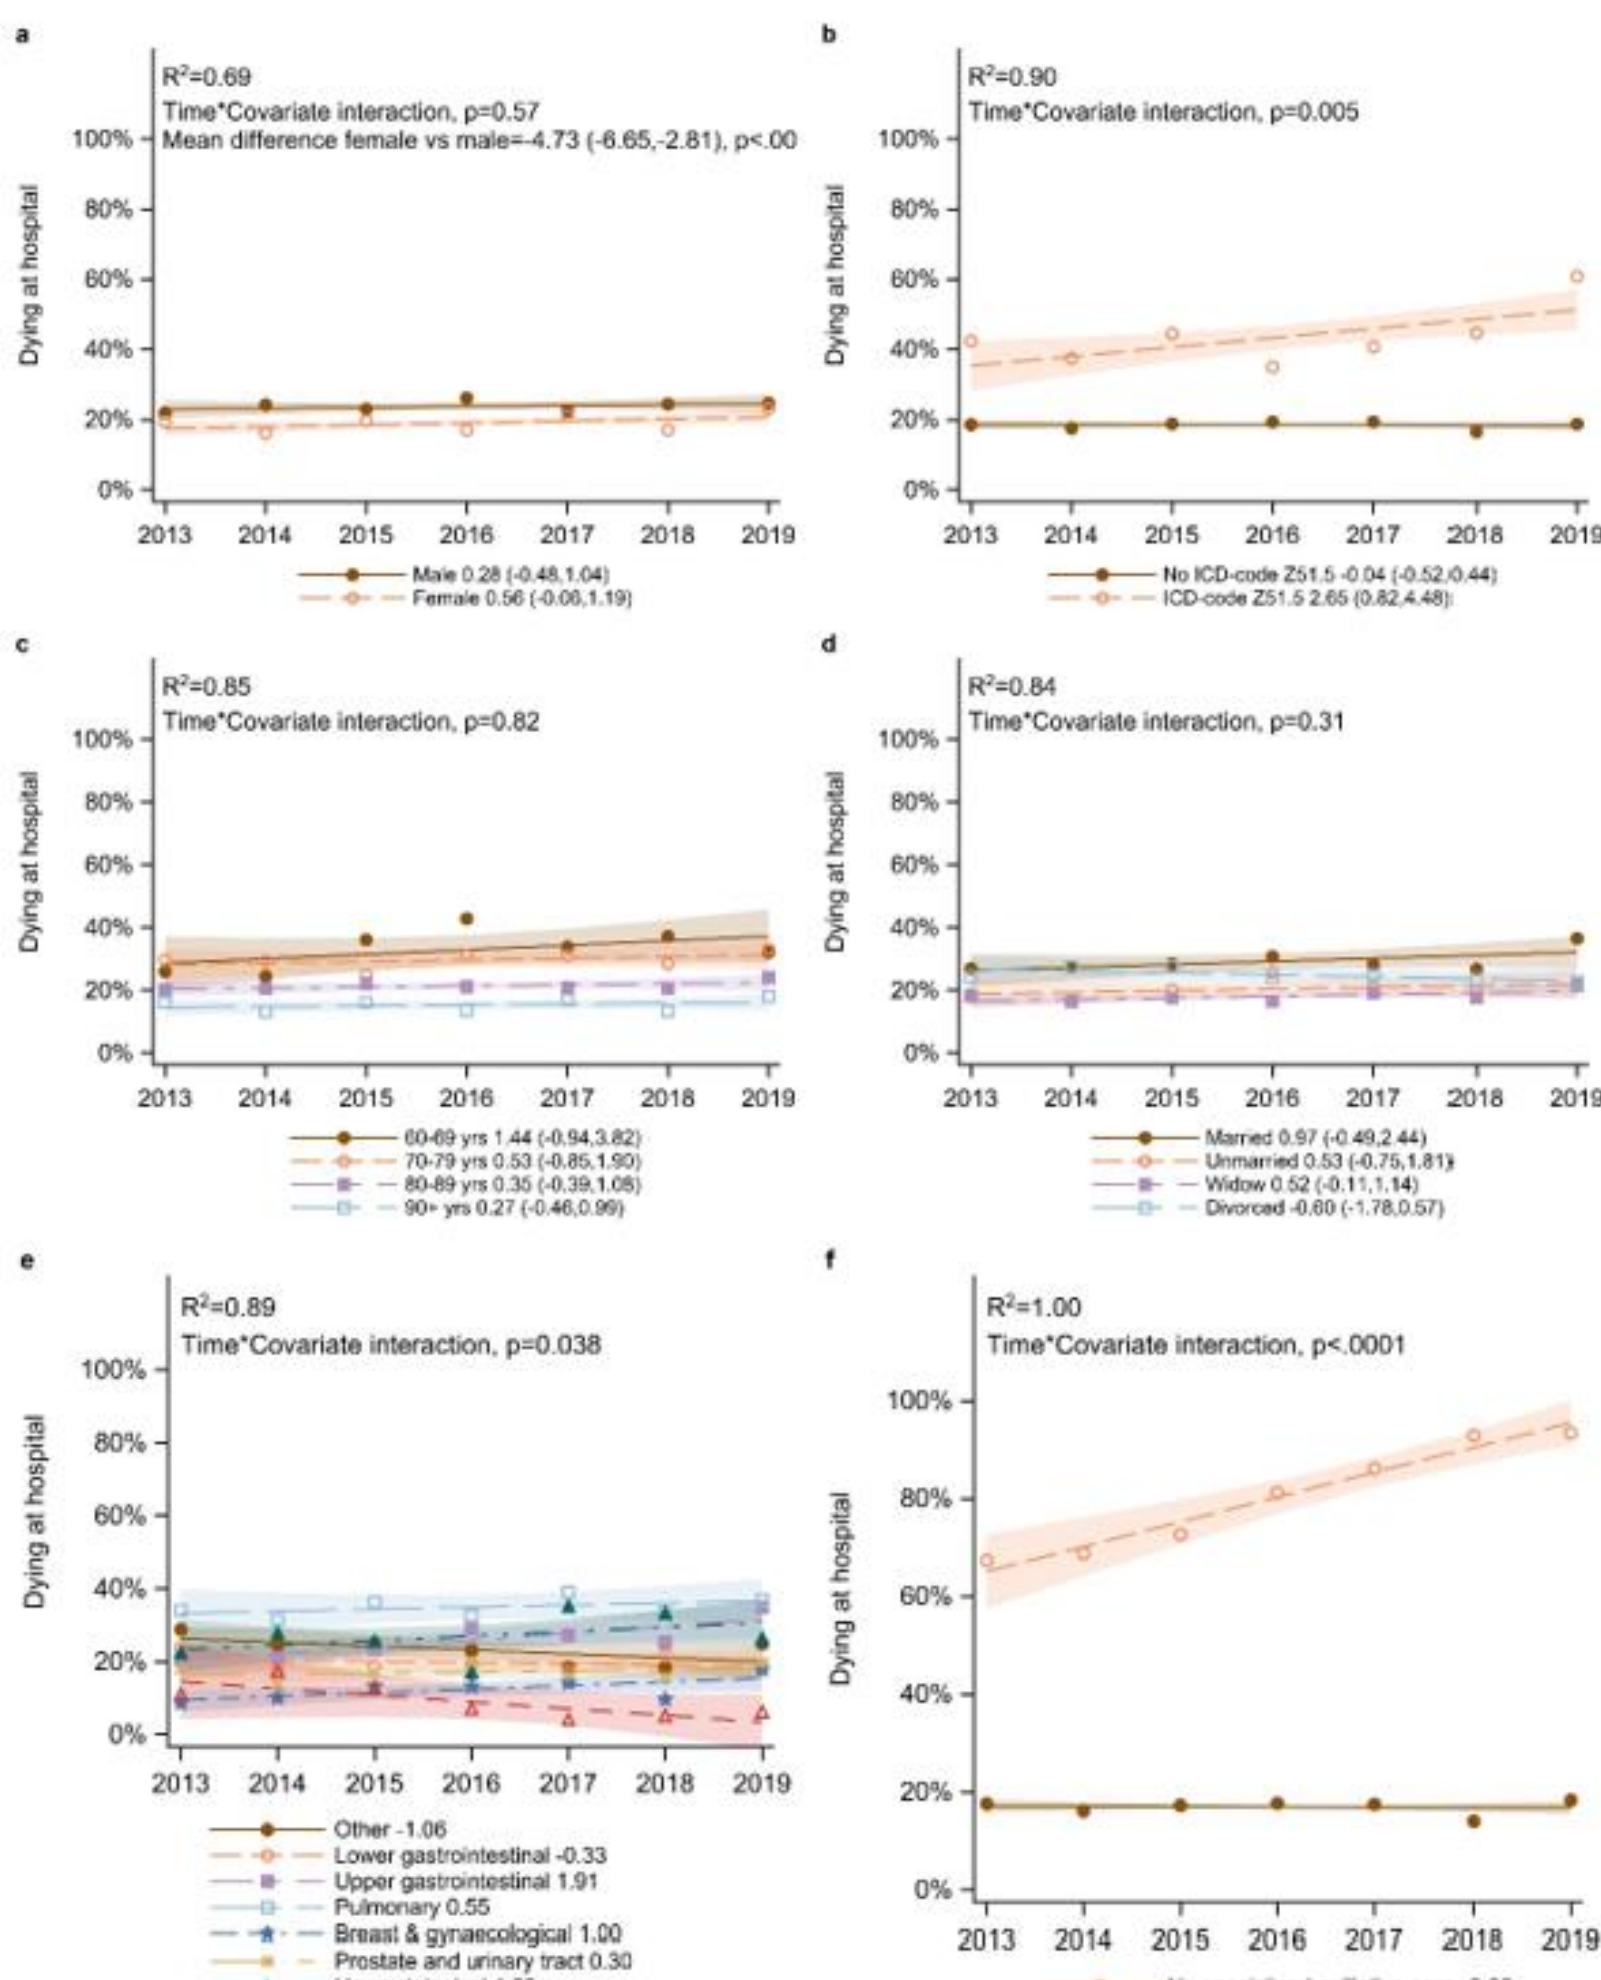 a
R²=0.69
Time*Covariate interaction, p=0.57
Mean difference female vs male=-4.73 (-6.65,-2.81), p<.00
100%
80%
60%
40%
20%
0%
Dying at hospital
2013 2014 2015 2016 2017 2018 2019
Male 0.28 (-0.48,1.04)
Female 0.56 (-0.06,1.19)
b
R²=0.90
Time*Covariate interaction, p=0.005
100%
80%
60%
40%
20%
0%
Dying at hospital
2013 2014 2015 2016 2017 2018 2019
No ICD-code Z51.5 -0.04 (-0.52,0.44)
ICD-code Z51.5 2.65 (0.82,4.48)
c
R²=0.85
Time*Covariate interaction, p=0.82
100%
80%
60%
40%
20%
0%
Dying at hospital
2013 2014 2015 2016 2017 2018 2019
60-69 yrs 1.44 (-0.94,3.82)
70-79 yrs 0.53 (-0.85,1.90)
80-89 yrs 0.35 (-0.39,1.08)
90+ yrs 0.27 (-0.46,0.99)
d
R²=0.84
Time*Covariate interaction, p=0.31
100%
80%
60%
40%
20%
0%
Dying at hospital
2013 2014 2015 2016 2017 2018 2019
Married 0.97 (-0.49,2.44)
Unmarried 0.53 (-0.75,1.81)
Widow 0.52 (-0.11,1.14)
Divorced -0.60 (-1.78,0.57)
e
R²=0.89
Time*Covariate interaction, p=0.038
100%
80%
60%
40%
20%
0%
Dying at hospital
2013 2014 2015 2016 2017 2018 2019
Other -1.06
Lower gastrointestinal -0.33
Upper gastrointestinal 1.91
Pulmonary 0.55
Breast & gynaecological 1.00
Prostate and urinary tract 0.30
f
R²=1.00
Time*Covariate interaction, p<.0001
100%
80%
60%
40%
20%
0%
Dying at hospital
2013 2014 2015 2016 2017 2018 2019